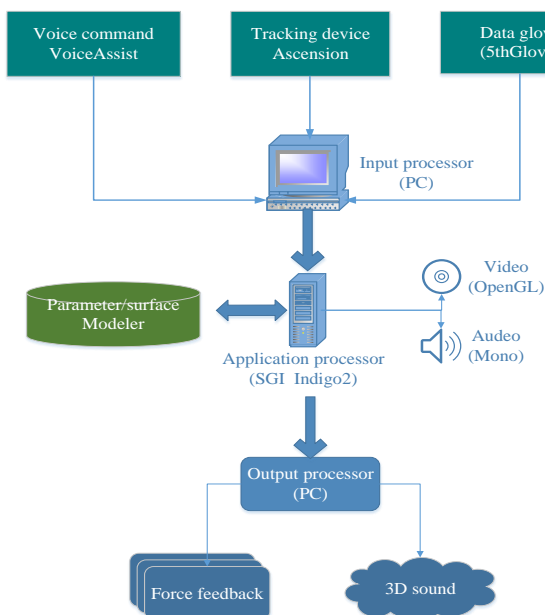 Voice command
VoiceAssist
Tracking device
Ascension
Data glov
(5thGlov
Input processor
(PC)
Parameter/surface
Modeler
Video
(OpenGL)
Audeo
(Mono)
Application processor
(SGI Indigo2)
Output processor
(PC)
Force feedback
3D sound